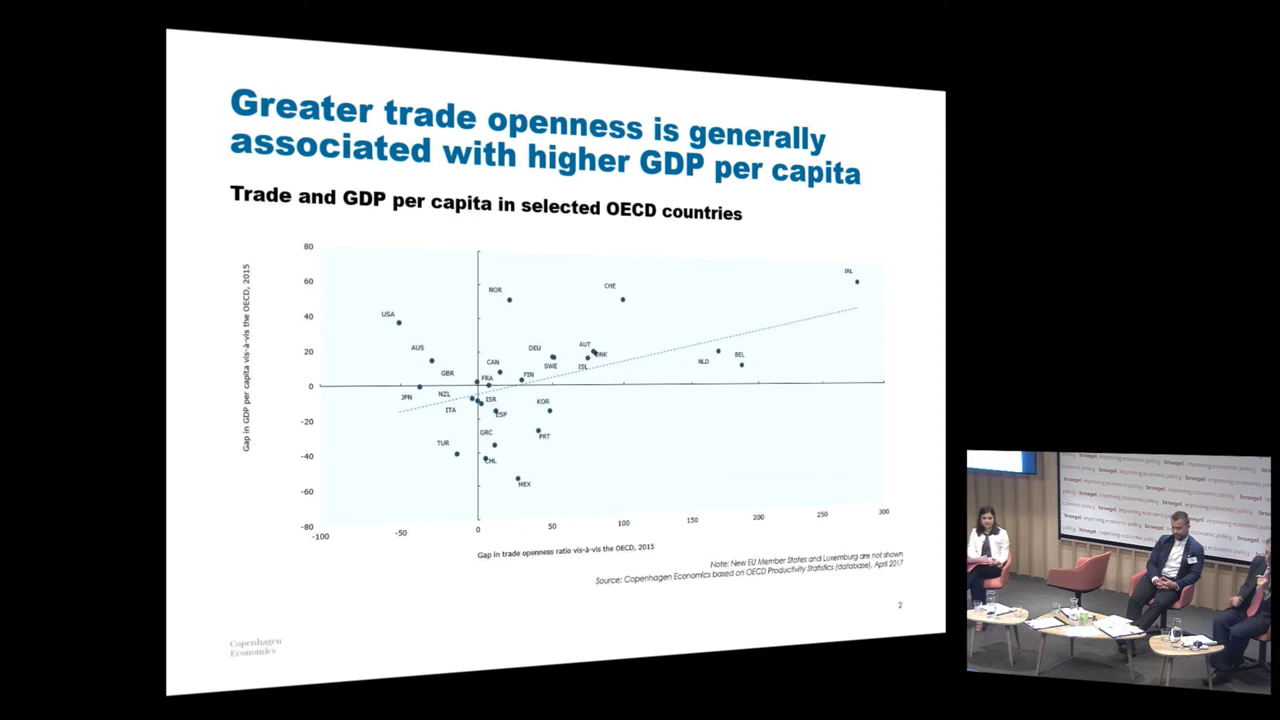 Greater trade openness is generally
associated with higher GDP per capita
Trade and GDP per capita in selected OECD countries
Gap in GDP per capita vis-à-vis the OECD, 2015
80
60
40
20
0
-20
-40
-60
-80
-100
-50
0
50
100
150
200
250
300
IRL
NOR
CHE
USA
AUS
DEU
AUT
DNK
SWE
ISL
NLD
BEL
CAN
GBR
FRA
FIN
JPN
NZL
ITA
ISR
ESP
KOR
GRC
PRT
TUR
CHL
MEX
Gap in trade openness ratio vis-à-vis the OECD, 2015
Note: New EU Member States and Luxemburg are not shown
Source: Copenhagen Economics based on OECD Productivity Statistics (database), April 2017
2
Copenhagen
Economics
bruegel improving economic policy